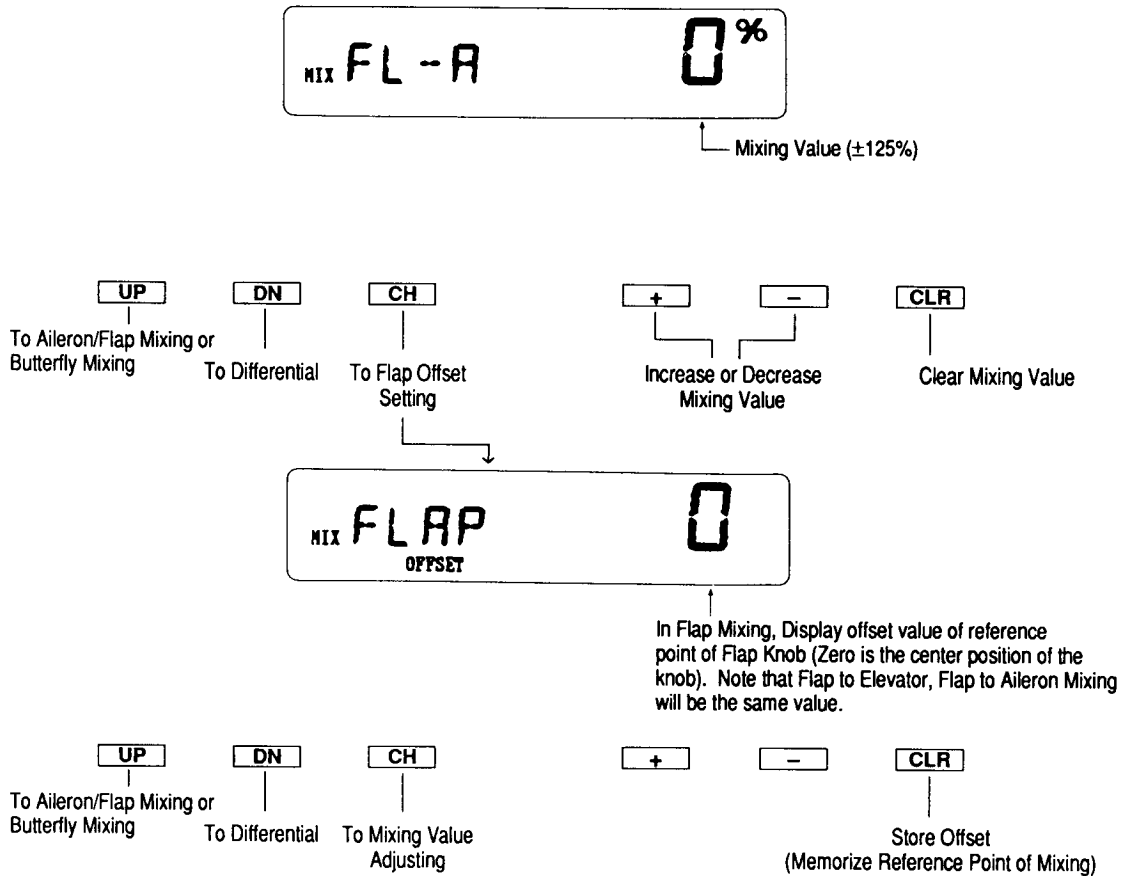 MIX FL-A 0%
Mixing Value (±125%)
UP DN CH + − CLR
To Aileron/Flap Mixing or
Butterfly Mixing
To Differential
To Flap Offset
Setting
Increase or Decrease
Mixing Value
Clear Mixing Value
MIX FLAP 0
OFFSET
In Flap Mixing, Display offset value of reference
point of Flap Knob (Zero is the center position of the
knob). Note that Flap to Elevator, Flap to Aileron Mixing
will be the same value.
UP DN CH + − CLR
To Aileron/Flap Mixing or
Butterfly Mixing
To Differential
To Mixing Value
Adjusting
Store Offset
(Memorize Reference Point of Mixing)